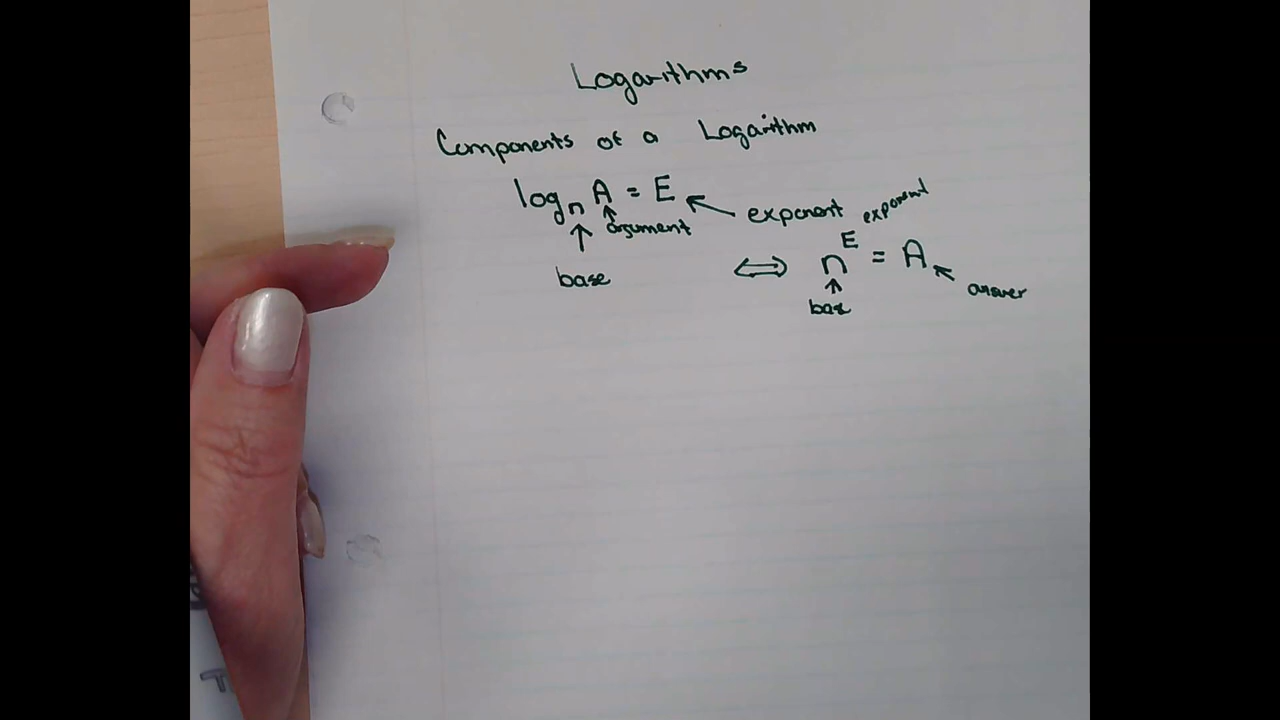 Logarithms
Components of a Logarithm
logₙ A = E
exponent
argument
base
exponent
⇔ nᴱ = A
base
answer